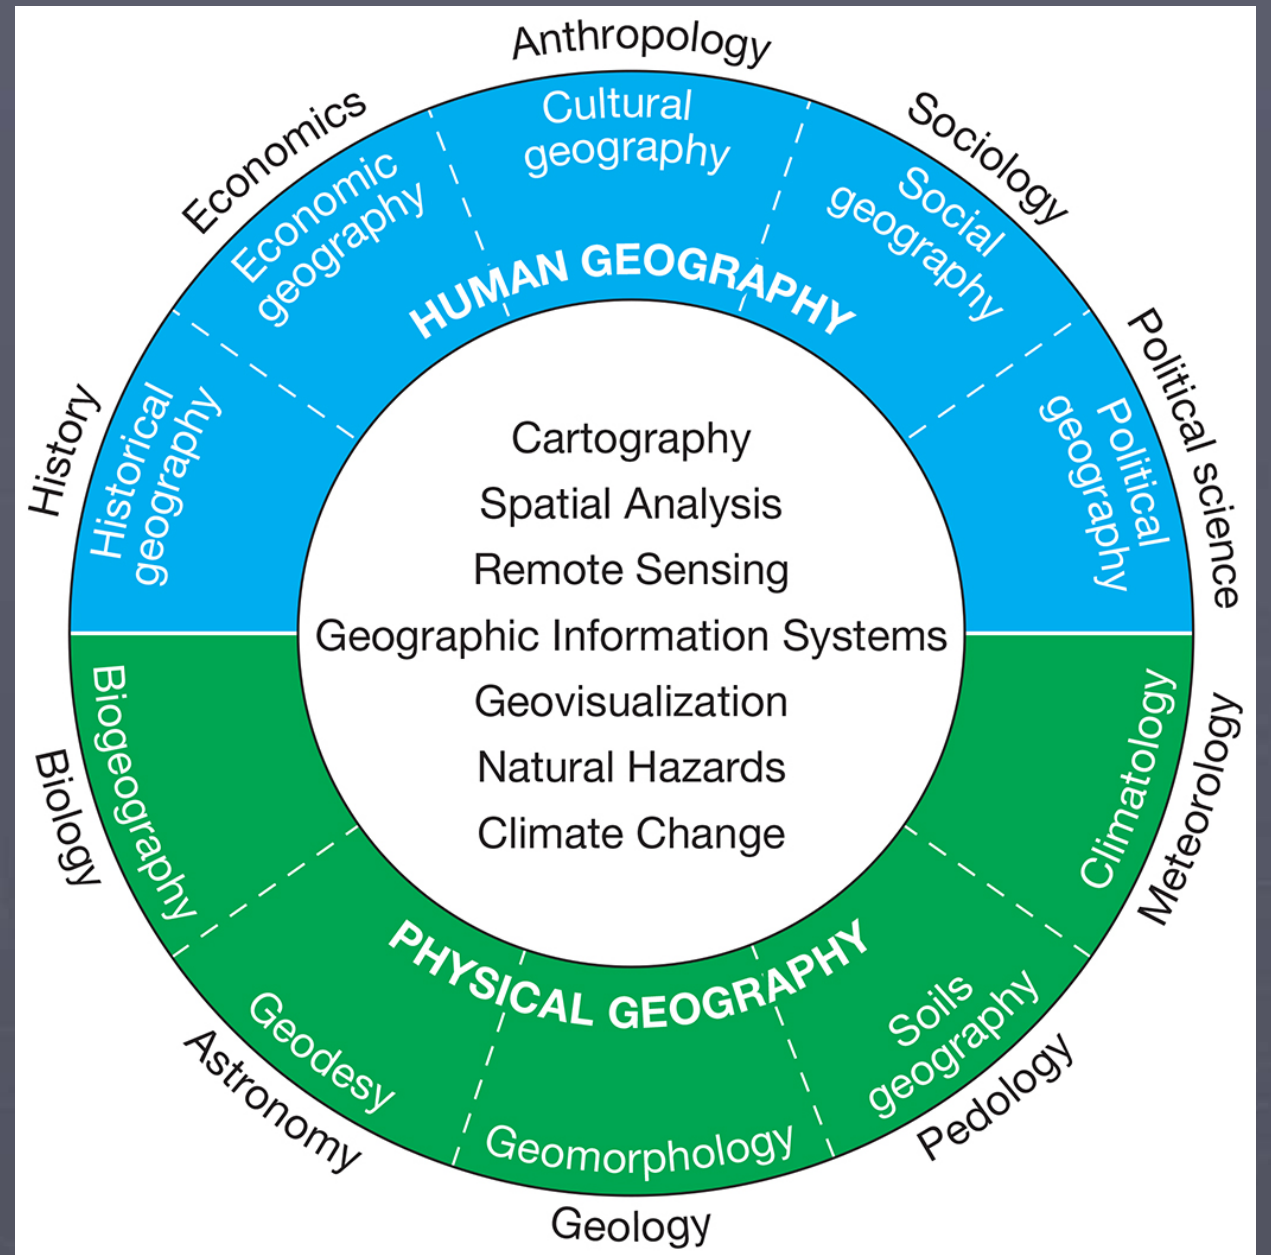 Anthropology
Economics
Sociology
Cultural
geography
Economic
geography
Social
geography
HUMAN GEOGRAPHY
History
Historical
geography
Political science
Political
geography
Cartography
Spatial Analysis
Remote Sensing
Geographic Information Systems
Geovisualization
Natural Hazards
Climate Change
Biogeography
Biology
Climatology
Meteorology
PHYSICAL GEOGRAPHY
Geodesy
Astronomy
Soils
geography
Pedology
Geomorphology
Geology